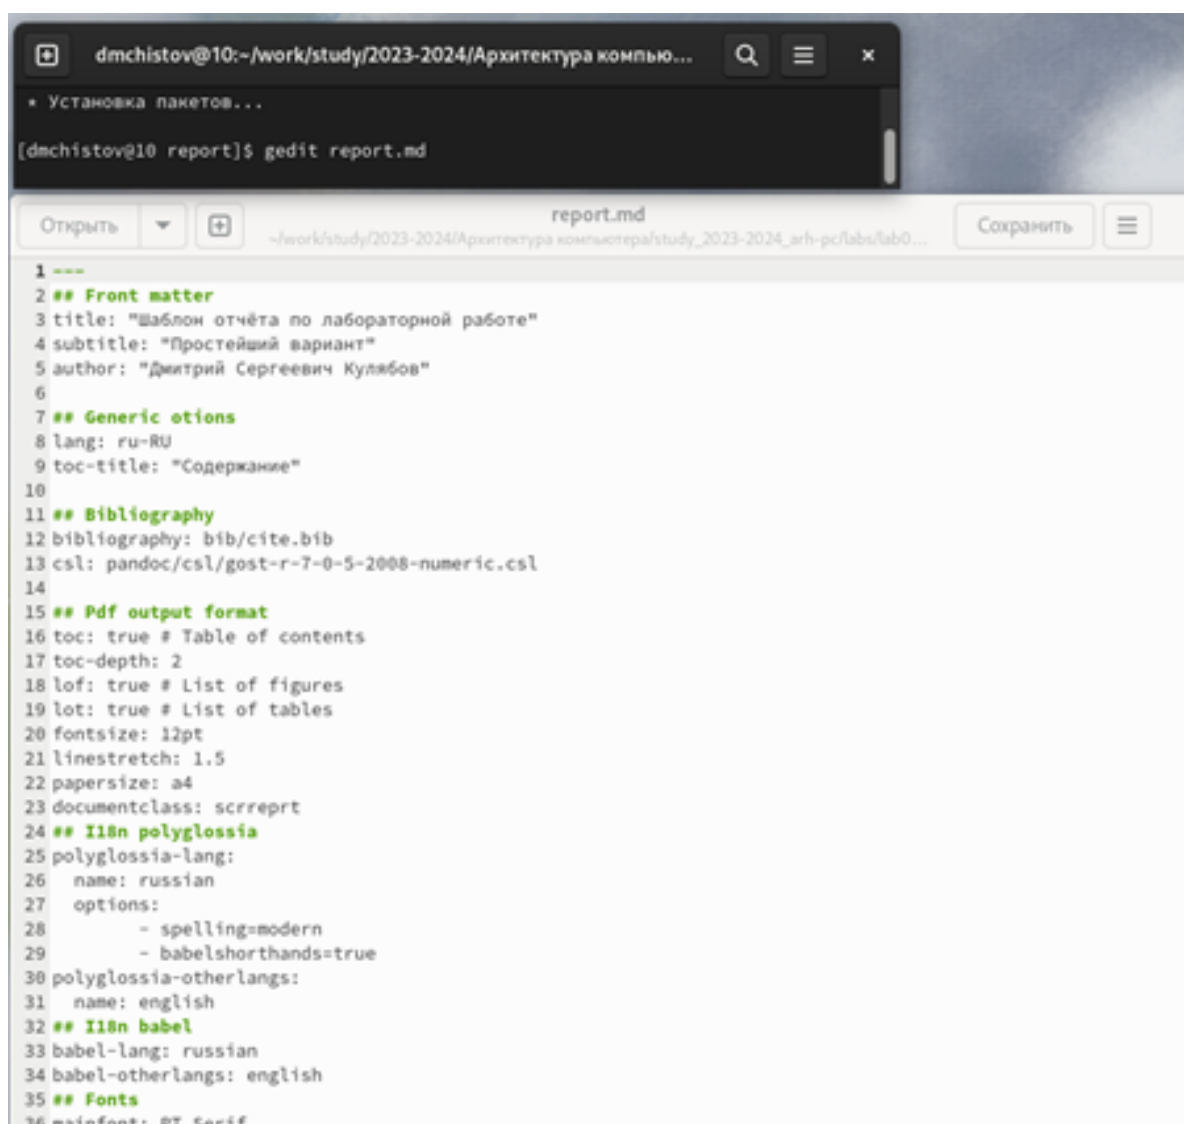 dmchistov@10:~/work/study/2023-2024/Архитектура компью...
* Установка пакетов...
[dmchistov@10 report]$ gedit report.md
Открыть
report.md
Сохранить
~/work/study/2023-2024/Архитектура компьютера/study_2023-2024_arh-pc/labs/lab0...
1 ---
2 ## Front matter
3 title: "Шаблон отчёта по лабораторной работе"
4 subtitle: "Простейший вариант"
5 author: "Дмитрий Сергеевич Кулябов"
6
7 ## Generic otions
8 lang: ru-RU
9 toc-title: "Содержание"
10
11 ## Bibliography
12 bibliography: bib/cite.bib
13 csl: pandoc/csl/gost-r-7-0-5-2008-numeric.csl
14
15 ## Pdf output format
16 toc: true # Table of contents
17 toc-depth: 2
18 lof: true # List of figures
19 lot: true # List of tables
20 fontsize: 12pt
21 linestretch: 1.5
22 papersize: a4
23 documentclass: scrreprt
24 ## I18n polyglossia
25 polyglossia-lang:
26   name: russian
27   options:
28         - spelling=modern
29         - babelshorthands=true
30 polyglossia-otherlangs:
31   name: english
32 ## I18n babel
33 babel-lang: russian
34 babel-otherlangs: english
35 ## Fonts
36 mainfont: PT Serif